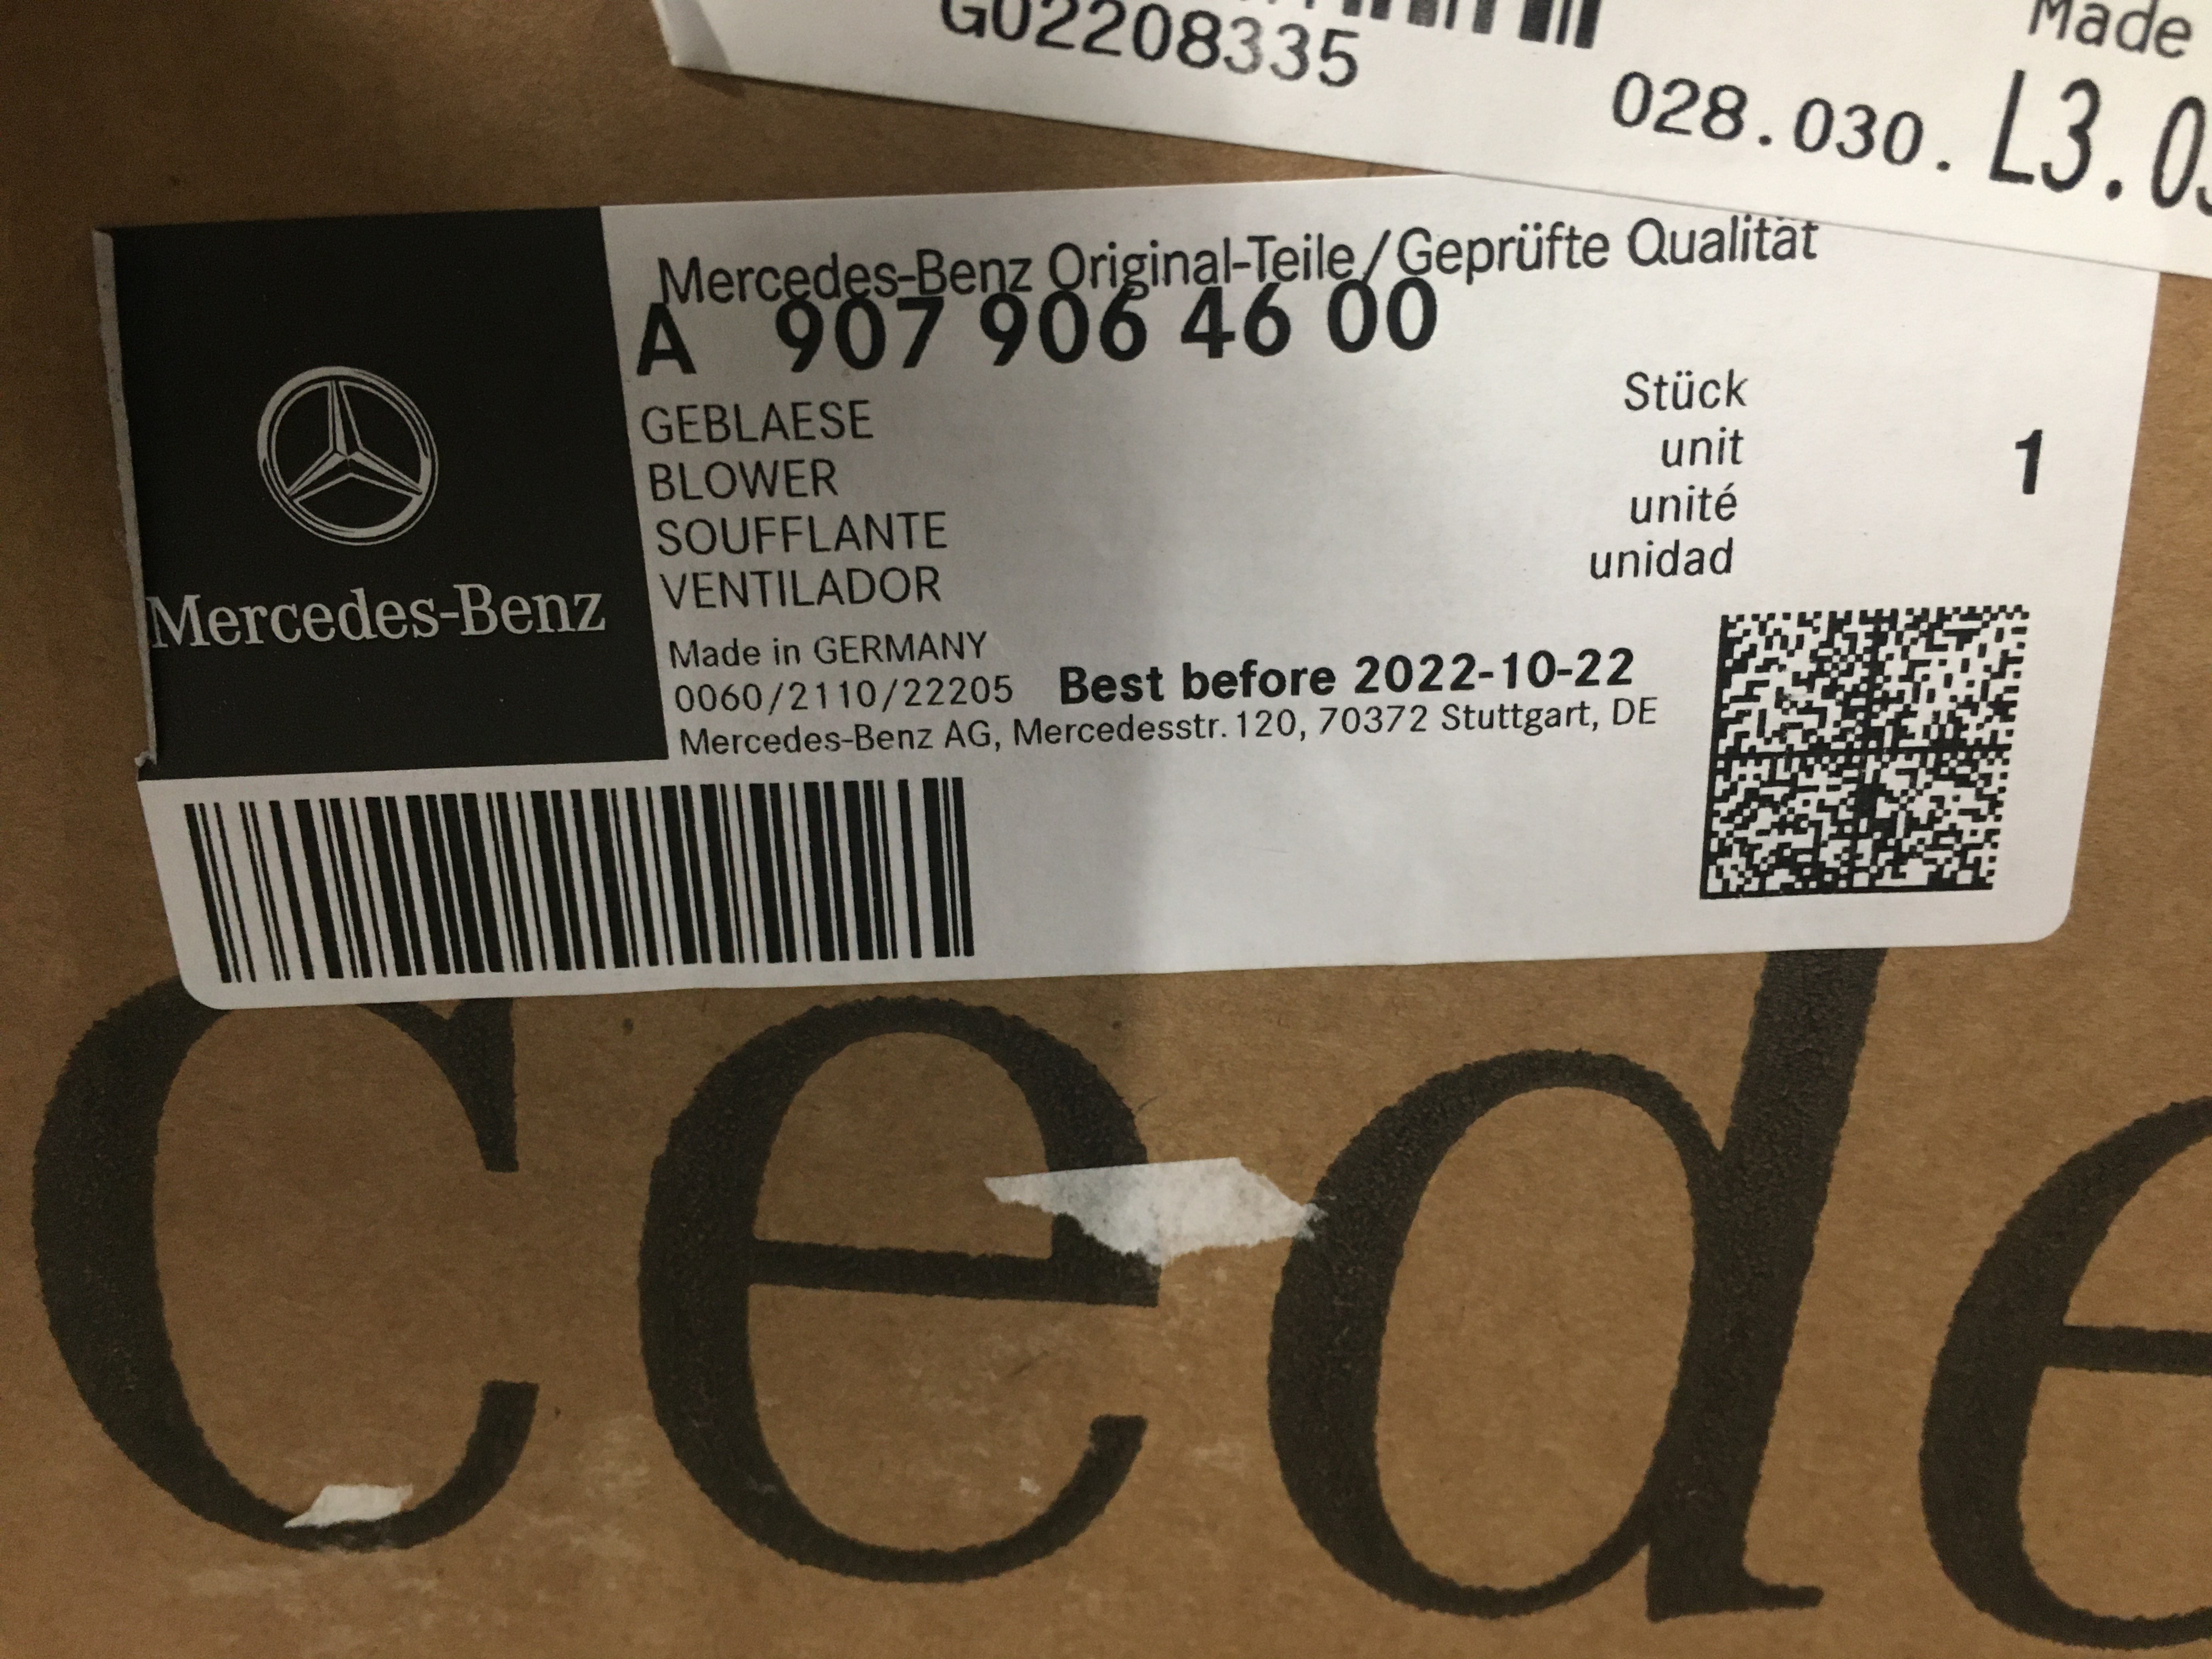 G02208335
Made
028.030. L3.0
Mercedes-Benz Original-Teile/Geprüfte Qualität
A 907 906 46 00
GEBLAESE
BLOWER
SOUFFLANTE
VENTILADOR
Stück
unit
unité
unidad
1
Mercedes-Benz
Made in GERMANY
0060/2110/22205 Best before 2022-10-22
Mercedes-Benz AG, Mercedesstr. 120, 70372 Stuttgart, DE
cede